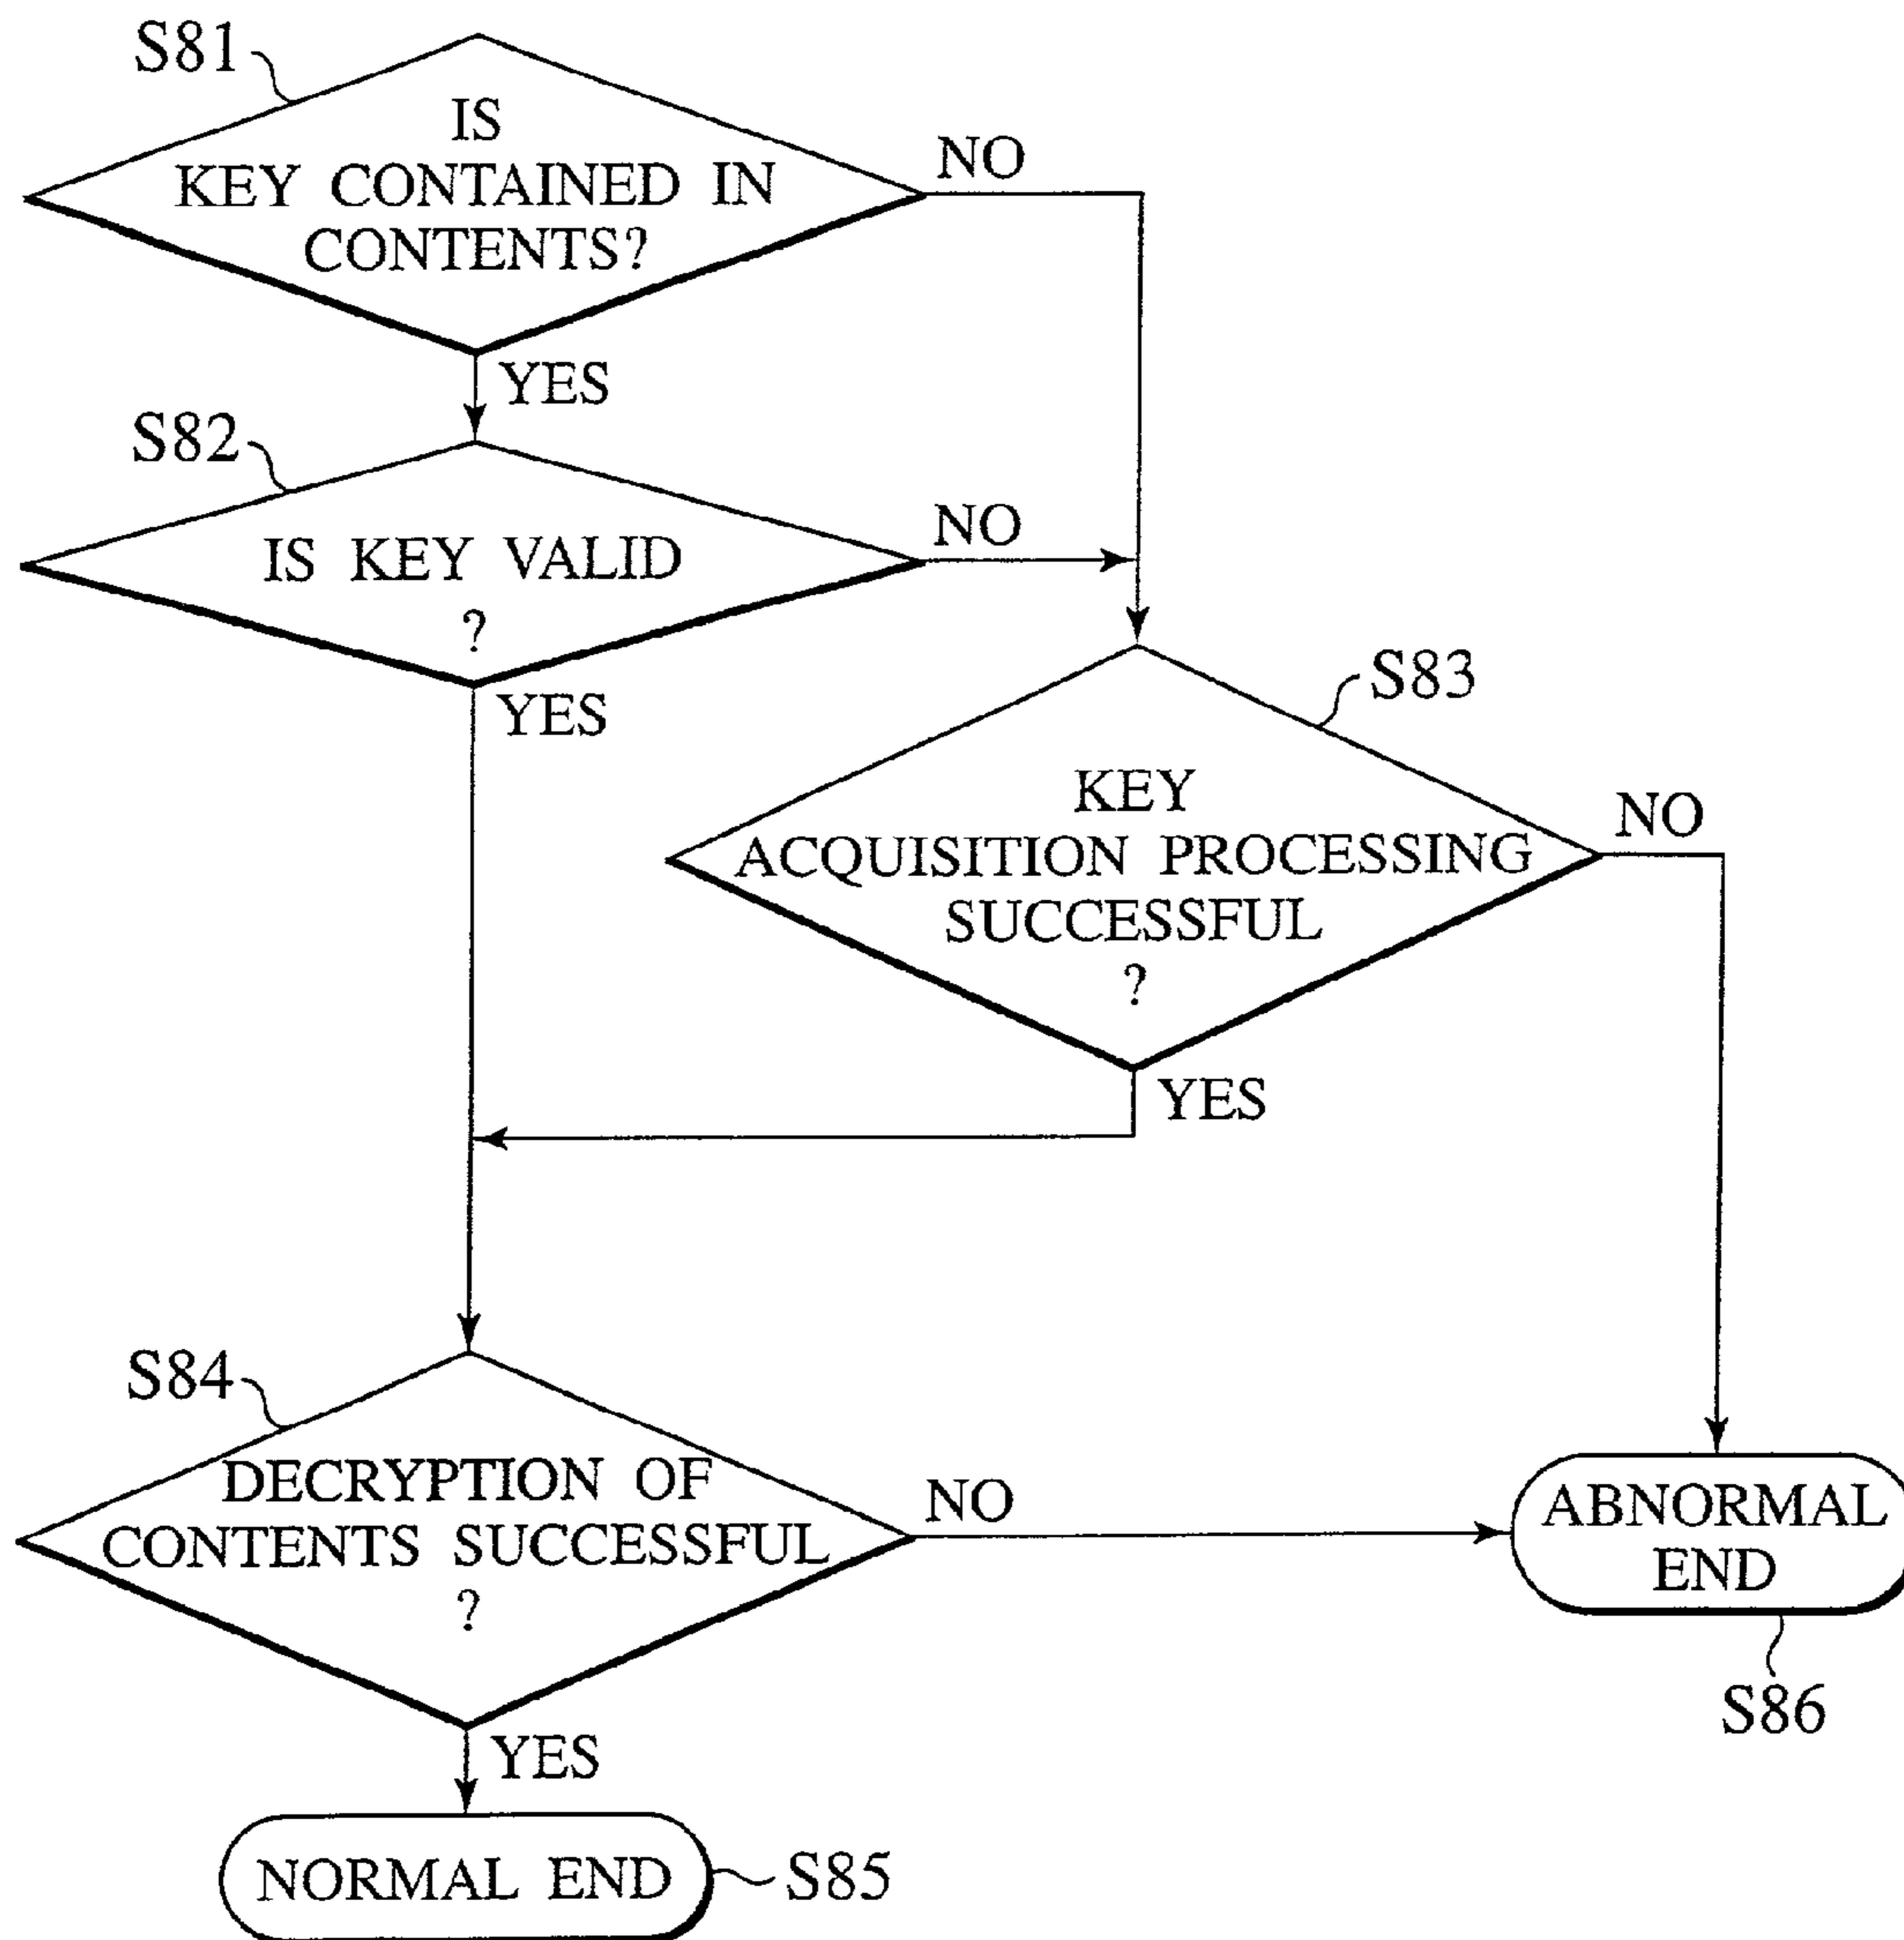 S81
IS
KEY CONTAINED IN
CONTENTS?
NO
YES
S82
IS KEY VALID
?
NO
YES
S83
KEY
ACQUISITION PROCESSING
SUCCESSFUL
?
NO
YES
S84
DECRYPTION OF
CONTENTS SUCCESSFUL
?
NO
ABNORMAL
END
S86
YES
NORMAL END
S85